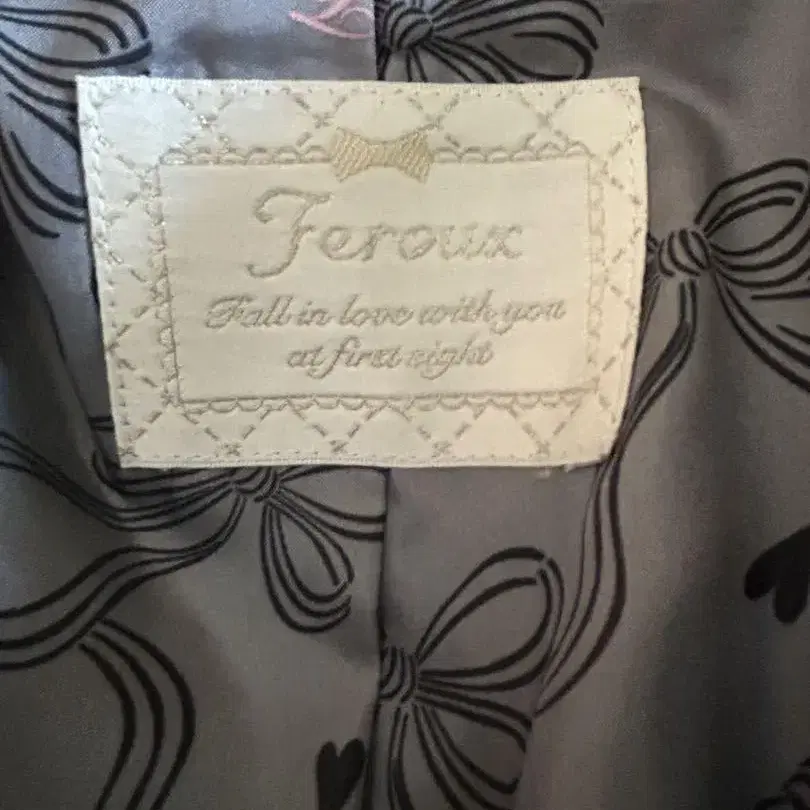 Feroux
Fall in love with you
at first sight